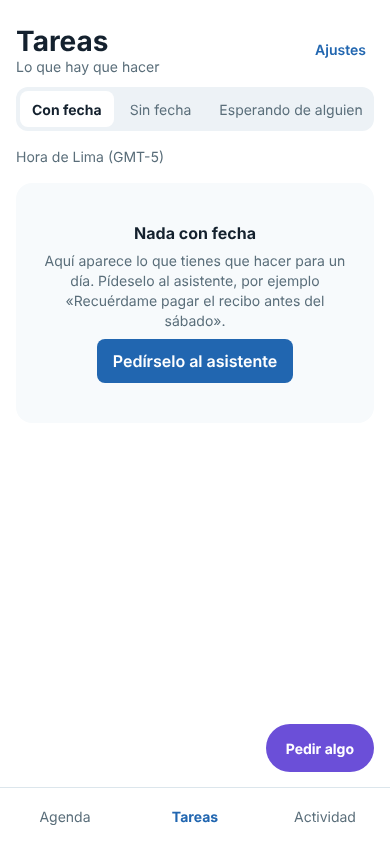 Tareas
Lo que hay que hacer
Ajustes
Con fecha
Sin fecha
Esperando de alguien
Hora de Lima (GMT-5)
Nada con fecha
Aquí aparece lo que tienes que hacer para un
día. Pídeselo al asistente, por ejemplo
«Recuérdame pagar el recibo antes del
sábado».
Pedírselo al asistente
Pedir algo
Agenda
Tareas
Actividad